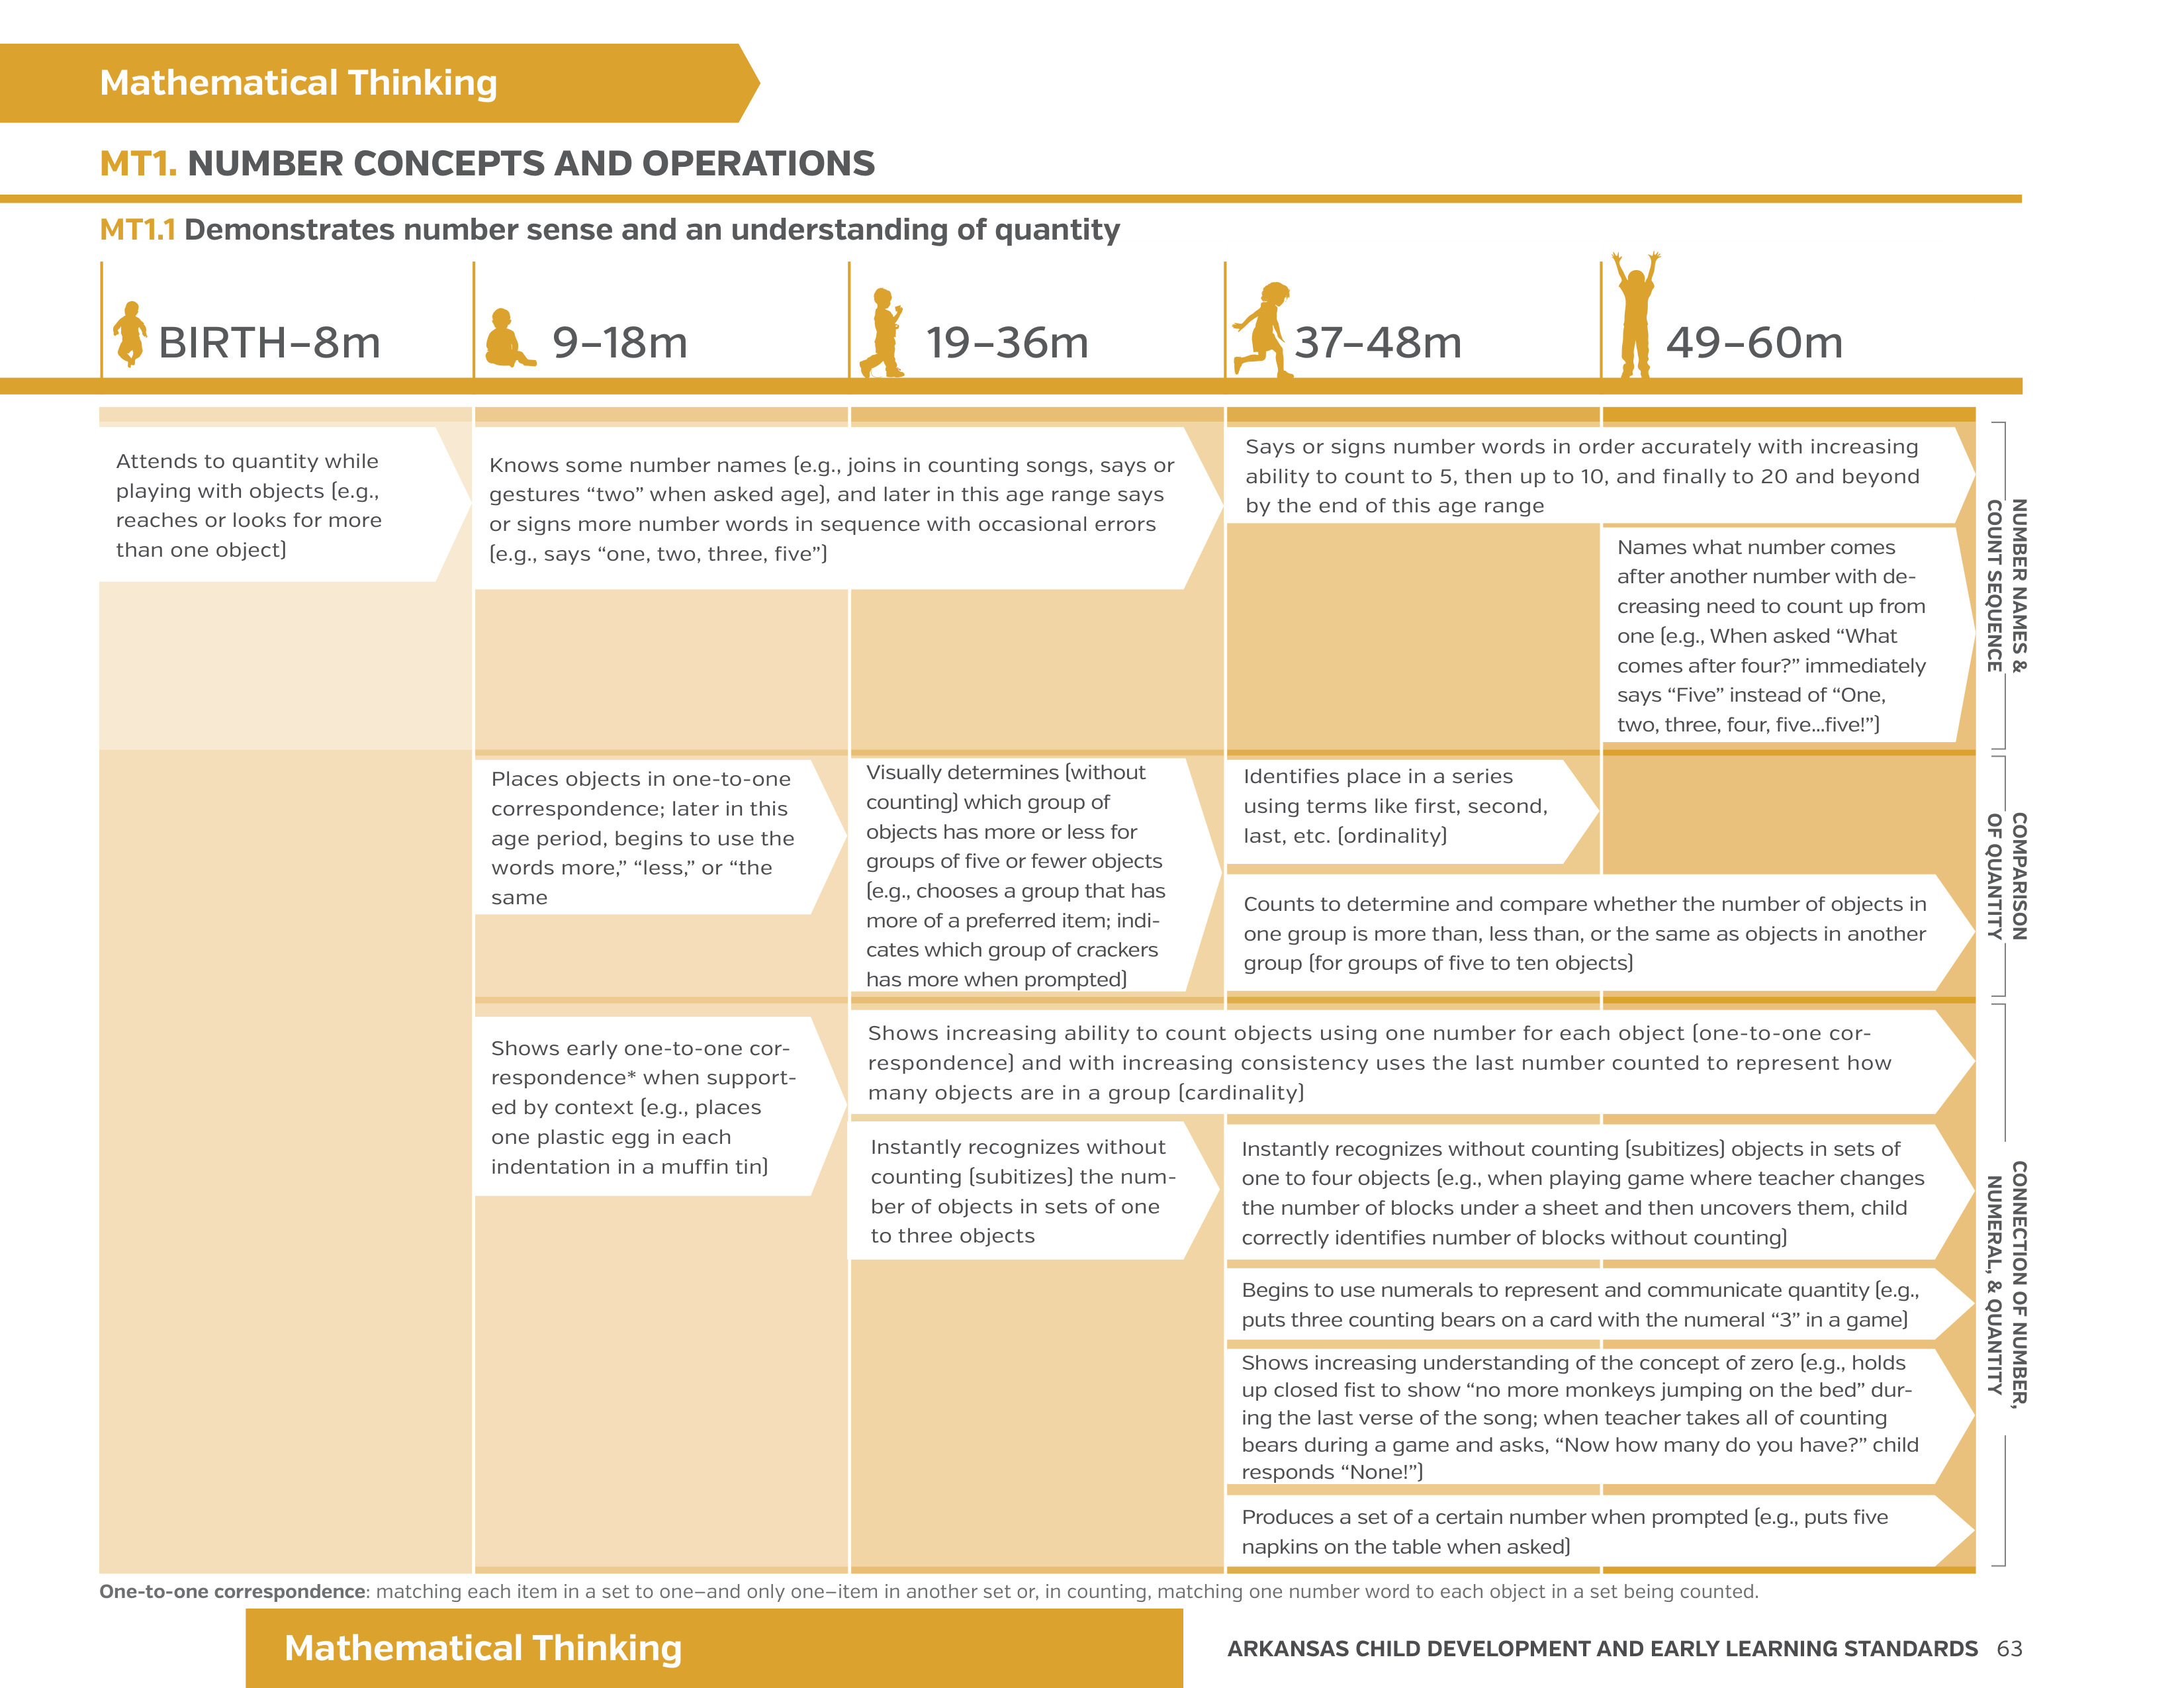 Mathematical Thinking
MT1. NUMBER CONCEPTS AND OPERATIONS
MT1.1 Demonstrates number sense and an understanding of quantity
BIRTH–8m
9–18m
19–36m
37–48m
49–60m
Attends to quantity while
playing with objects (e.g.,
reaches or looks for more
than one object)
Knows some number names (e.g., joins in counting songs, says or
gestures “two” when asked age), and later in this age range says
or signs more number words in sequence with occasional errors
(e.g., says “one, two, three, five”)
Says or signs number words in order accurately with increasing
ability to count to 5, then up to 10, and finally to 20 and beyond
by the end of this age range
Names what number comes
after another number with de-
creasing need to count up from
one (e.g., When asked “What
comes after four?” immediately
says “Five” instead of “One,
two, three, four, five...five!”)
NUMBER NAMES &
COUNT SEQUENCE
Places objects in one-to-one
correspondence; later in this
age period, begins to use the
words more,” “less,” or “the
same
Visually determines (without
counting) which group of
objects has more or less for
groups of five or fewer objects
(e.g., chooses a group that has
more of a preferred item; indi-
cates which group of crackers
has more when prompted)
Identifies place in a series
using terms like first, second,
last, etc. (ordinality)
Counts to determine and compare whether the number of objects in
one group is more than, less than, or the same as objects in another
group (for groups of five to ten objects)
COMPARISON
OF QUANTITY
Shows early one-to-one cor-
respondence* when support-
ed by context (e.g., places
one plastic egg in each
indentation in a muffin tin)
Shows increasing ability to count objects using one number for each object (one-to-one cor-
respondence) and with increasing consistency uses the last number counted to represent how
many objects are in a group (cardinality)
Instantly recognizes without
counting (subitizes) the num-
ber of objects in sets of one
to three objects
Instantly recognizes without counting (subitizes) objects in sets of
one to four objects (e.g., when playing game where teacher changes
the number of blocks under a sheet and then uncovers them, child
correctly identifies number of blocks without counting)
Begins to use numerals to represent and communicate quantity (e.g.,
puts three counting bears on a card with the numeral “3” in a game)
Shows increasing understanding of the concept of zero (e.g., holds
up closed fist to show “no more monkeys jumping on the bed” dur-
ing the last verse of the song; when teacher takes all of counting
bears during a game and asks, “Now how many do you have?” child
responds “None!”)
Produces a set of a certain number when prompted (e.g., puts five
napkins on the table when asked)
CONNECTION OF NUMBER,
NUMERAL, & QUANTITY
One-to-one correspondence: matching each item in a set to one–and only one–item in another set or, in counting, matching one number word to each object in a set being counted.
Mathematical Thinking
ARKANSAS CHILD DEVELOPMENT AND EARLY LEARNING STANDARDS 63